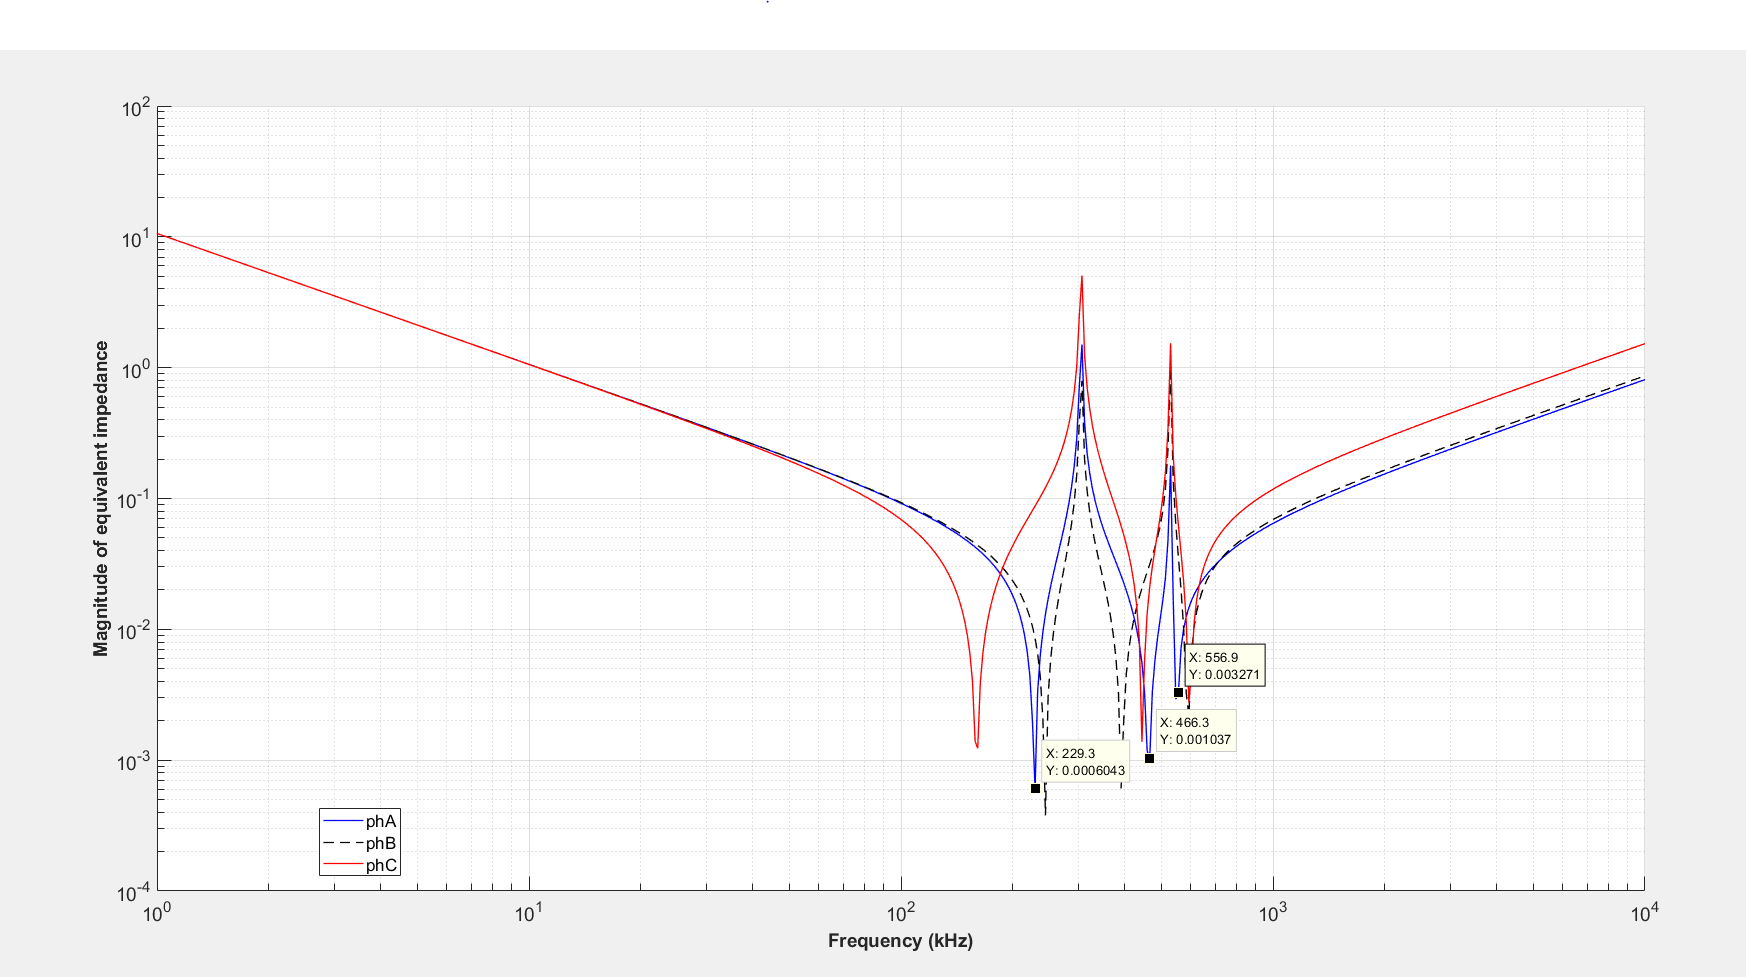 10^2
10^1
10^0
10^-1
10^-2
10^-3
10^-4
Magnitude of equivalent impedance
X: 556.9
Y: 0.003271
X: 466.3
Y: 0.001037
X: 229.3
Y: 0.0006043
phA
phB
phC
10^0
10^1
10^2
10^3
10^4
Frequency (kHz)